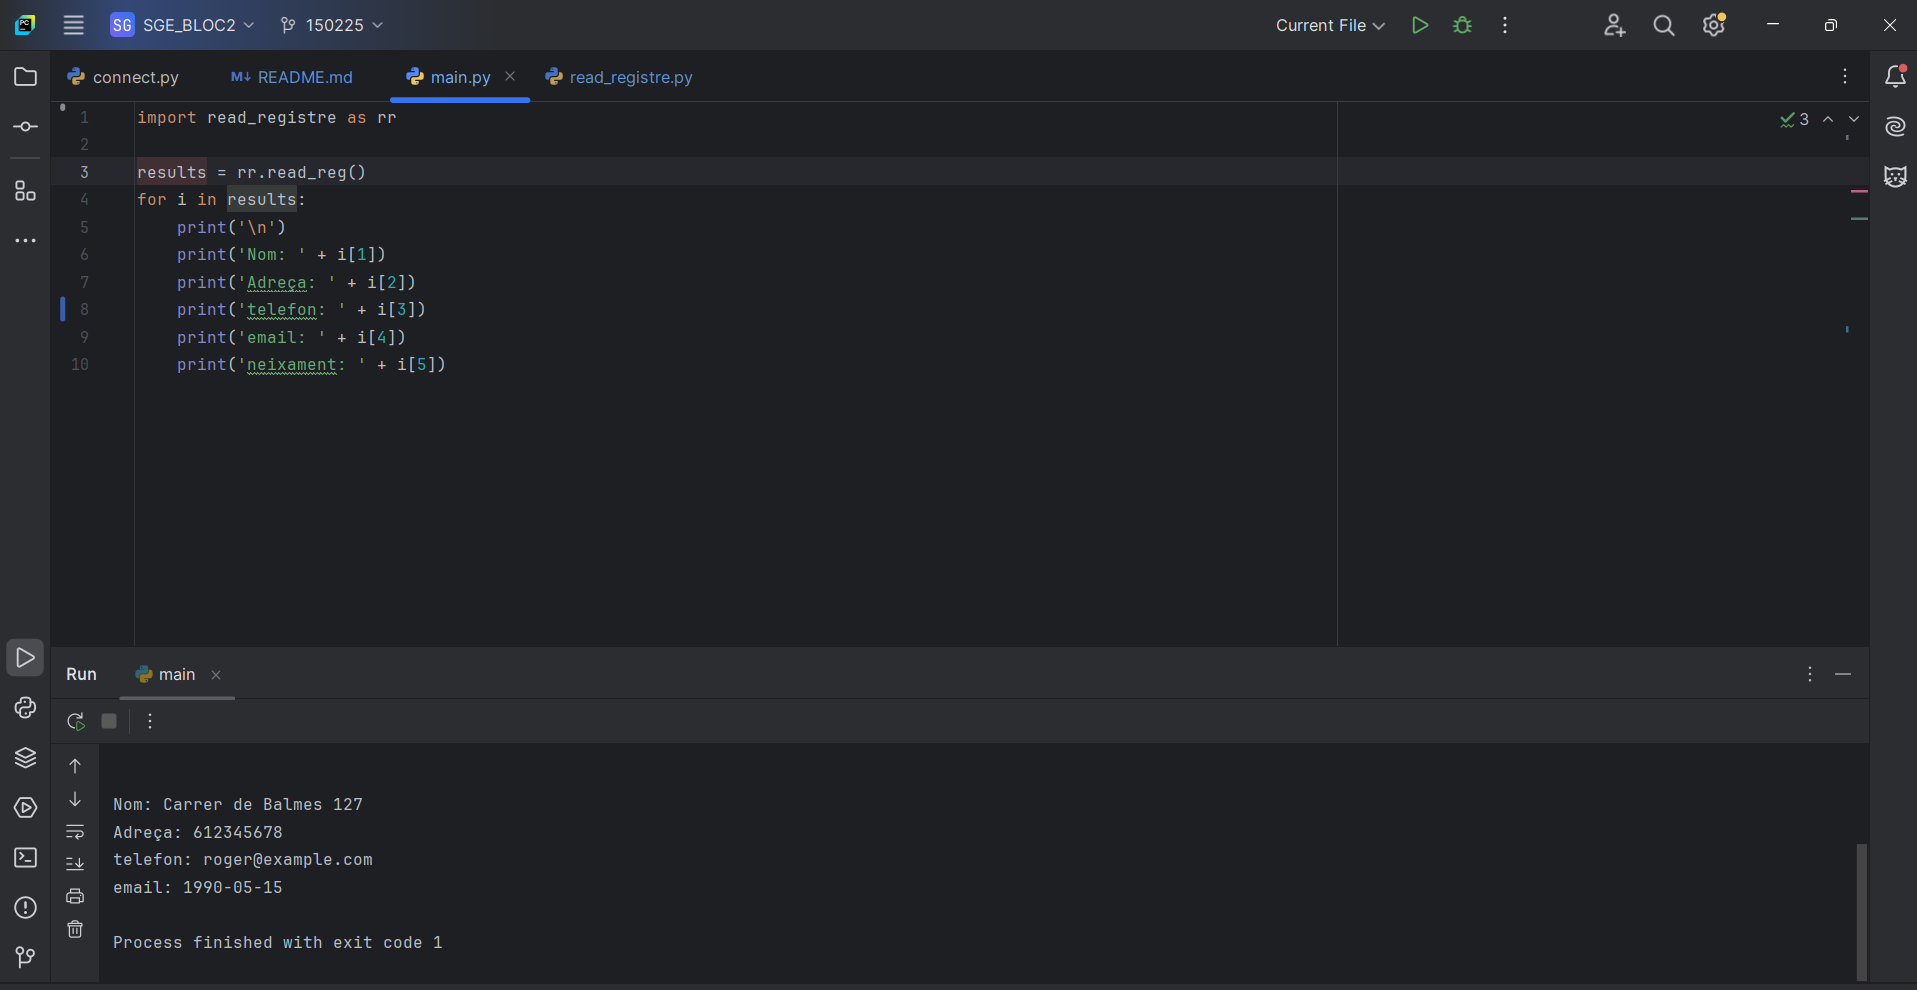 PC
SG SGE_BLOC2 150225 Current File
connect.py M↓ README.md main.py read_registre.py
1 import read_registre as rr
2
3 results = rr.read_reg()
4 for i in results:
5 print('\n')
6 print('Nom: ' + i[1])
7 print('Adreça: ' + i[2])
8 print('telefon: ' + i[3])
9 print('email: ' + i[4])
10 print('neixament: ' + i[5])
3
Run main
Nom: Carrer de Balmes 127
Adreça: 612345678
telefon: roger@example.com
email: 1990-05-15
Process finished with exit code 1